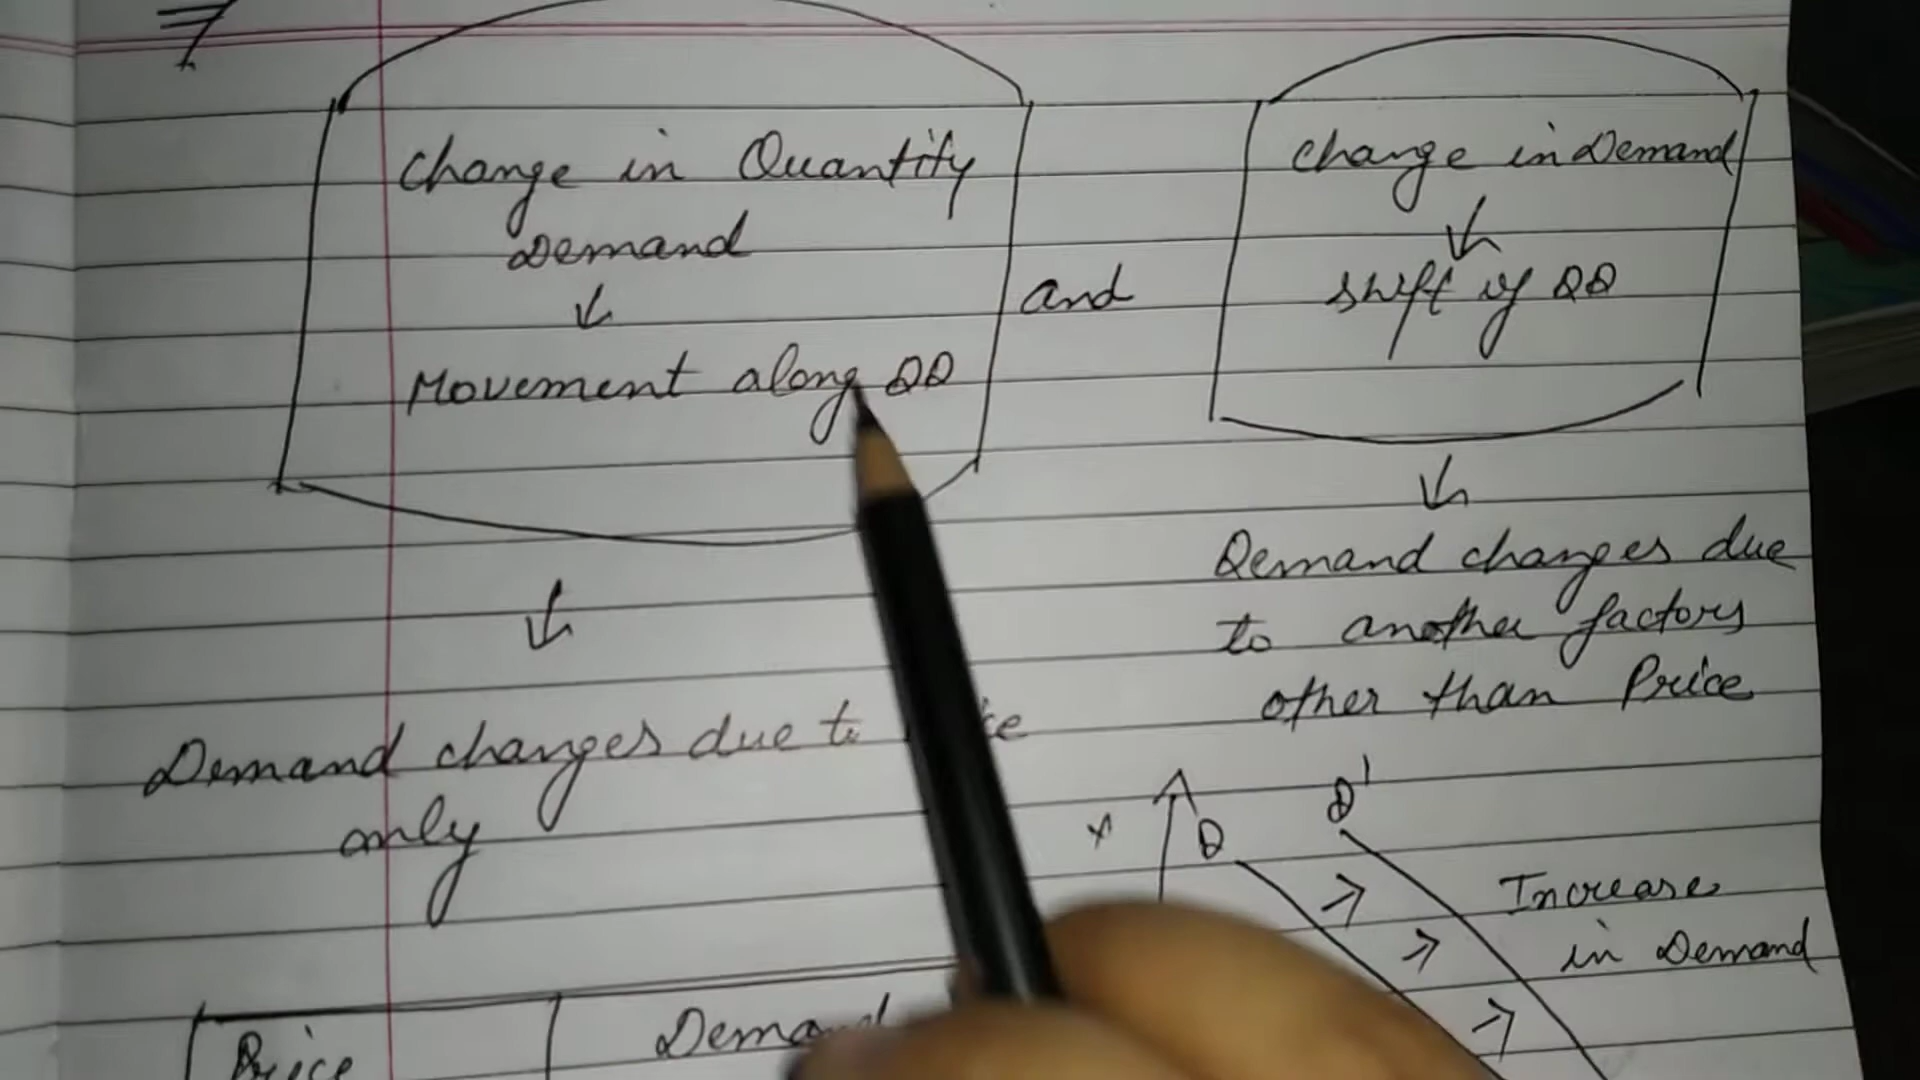 Change in Quantity
Demand
Movement along DD
and
Change in Demand
Shift of DD
Demand changes due to
only
Demand changes due
to another factors
other than Price
D
D'
Increase
in Demand
Price